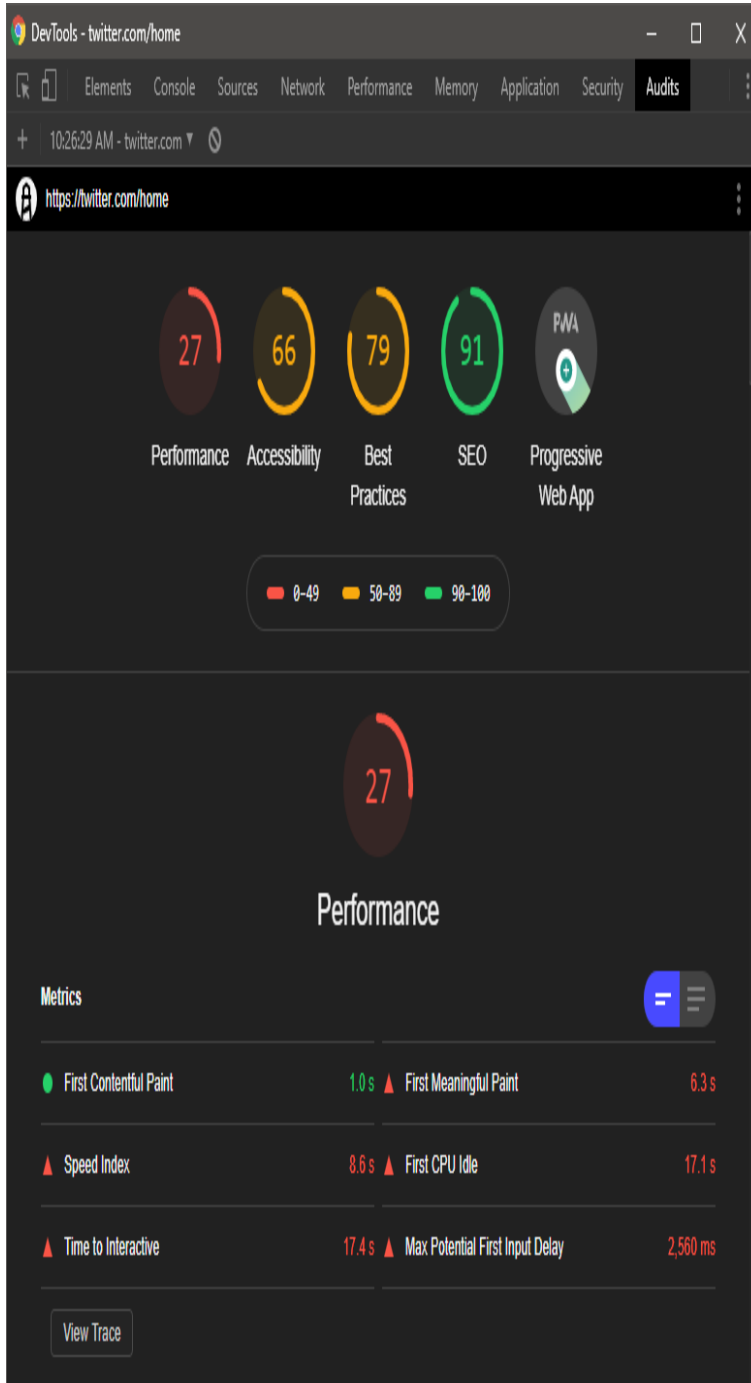 DevTools - twitter.com/home
Elements Console Sources Network Performance Memory Application Security Audits
10:26:29 AM - twitter.com
https://twitter.com/home
27 66 79 91 PWA
Performance Accessibility Best Practices SEO Progressive Web App
0-49 50-89 90-100
27
Performance
Metrics
First Contentful Paint 1.0 s First Meaningful Paint 6.3 s
Speed Index 8.6 s First CPU Idle 17.1 s
Time to Interactive 17.4 s Max Potential First Input Delay 2,560 ms
View Trace